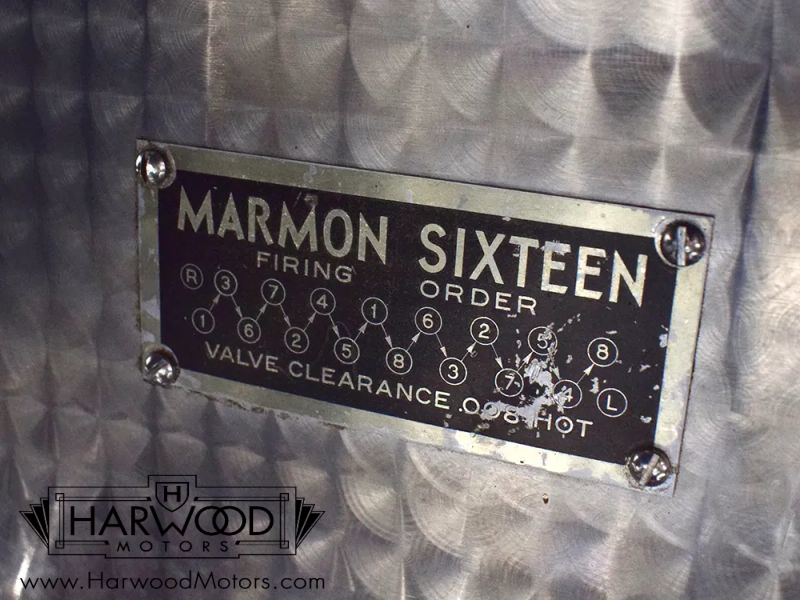 MARMON SIXTEEN
FIRING ORDER
R 3 7 4 1 6 2 5 8
1 6 2 5 8 3 7 4 L
VALVE CLEARANCE .008 HOT
H
HARWOOD
MOTORS
www.HarwoodMotors.com